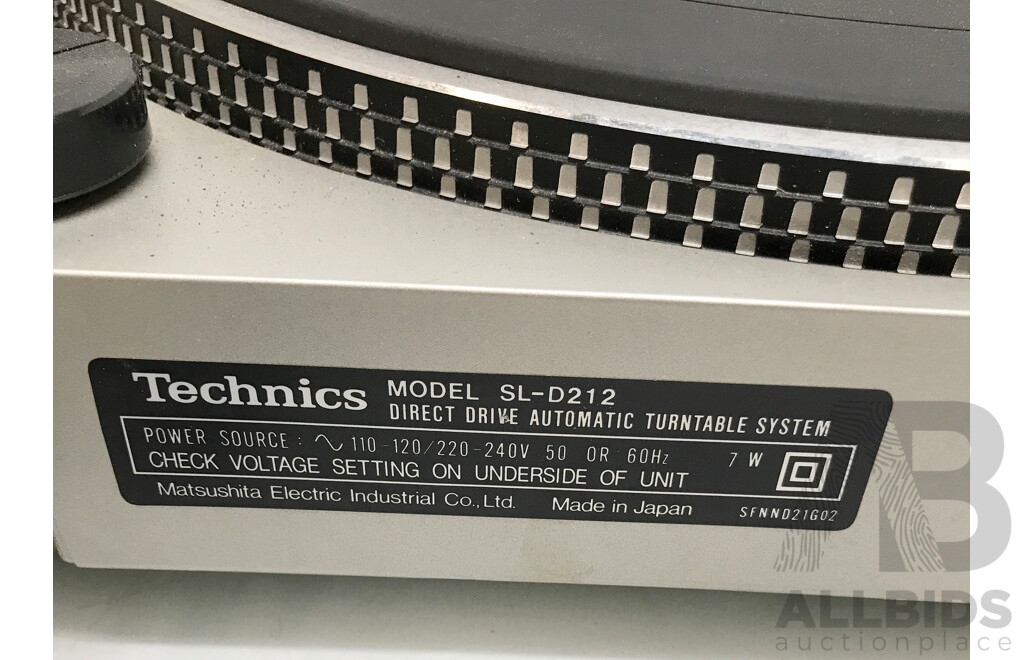 Technics MODEL SL-D212
DIRECT DRIVE AUTOMATIC TURNTABLE SYSTEM
POWER SOURCE : ∿ 110-120/220-240V 50 OR 60Hz 7 W
CHECK VOLTAGE SETTING ON UNDERSIDE OF UNIT
Matsushita Electric Industrial Co., Ltd. Made in Japan SFNND21G02
AB
ALLBIDS
auctionplace